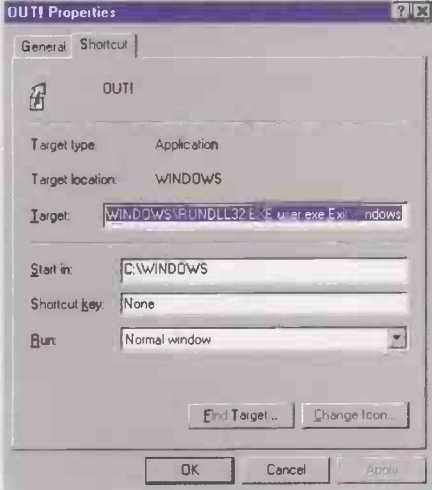 OUT! Properties
General Shortcut
OUT!
Target type: Application
Target location: WINDOWS
Target: WINDOWS\RUNDLL32.EXE user.exe
Start in: C:\WINDOWS
Shortcut key: None
Run: Normal window
Find Target... Change Icon...
OK Cancel Apply